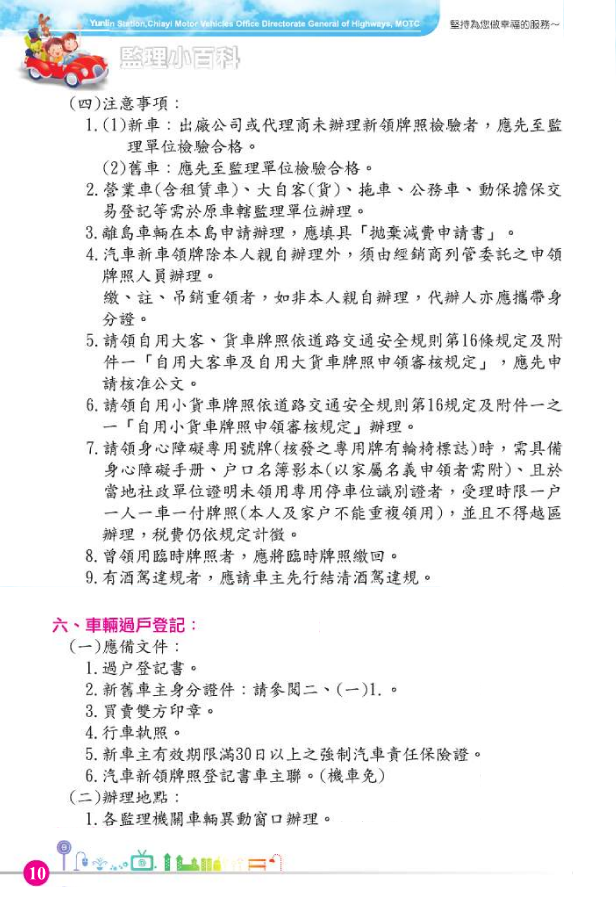 Yunlin Station,Chiayi Motor Vehicles Office Directorate General of Highways, MOTC
堅持為您做幸福的服務～
監理小百科
(四)注意事項：
1.(1)新車：出廠公司或代理商未辦理新領牌照檢驗者，應先至監
理單位檢驗合格。
(2)舊車：應先至監理單位檢驗合格。
2.營業車(含租賃車)、大自客(貨)、拖車、公務車、動保擔保交
易登記等需於原車轄監理單位辦理。
3.離島車輛在本島申請辦理，應填具「拋棄減費申請書」。
4.汽車新車領牌除本人親自辦理外，須由經銷商列管委託之申領
牌照人員辦理。
繳、註、吊銷重領者，如非本人親自辦理，代辦人亦應攜帶身
分證。
5.請領自用大客、貨車牌照依道路交通安全規則第16條規定及附
件一「自用大客車及自用大貨車牌照申領審核規定」，應先申
請核准公文。
6.請領自用小貨車牌照依道路交通安全規則第16規定及附件一之
一「自用小貨車牌照申領審核規定」辦理。
7.請領身心障礙專用號牌(核發之專用牌有輪椅標誌)時，需具備
身心障礙手册、户口名簿影本(以家屬名義申領者需附)、且於
當地社政單位證明未領用專用停車位識別證者，受理時限一户
一人一車一付牌照(本人及家户不能重複領用)，並且不得越區
辦理，税費仍依規定計徵。
8.曾領用臨時牌照者，應將臨時牌照繳回。
9.有酒駕違規者，應請車主先行結清酒駕違規。
六、車輛過戶登記：
(一)應備文件：
1.過户登記書。
2.新舊車主身分證件：請參閱二、(一)1.。
3.買賣雙方印章。
4.行車執照。
5.新車主有效期限滿30日以上之強制汽車責任保險證。
6.汽車新領牌照登記書車主聯。(機車免)
(二)辦理地點：
1.各監理機關車輛異動窗口辦理。
10